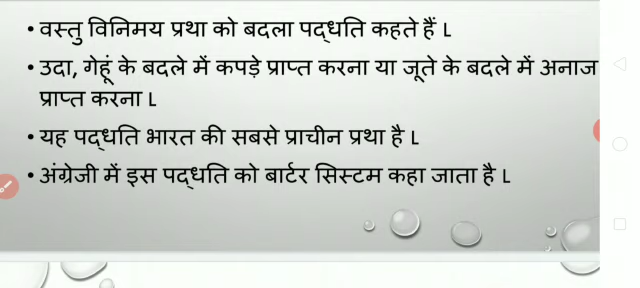 • वस्तु विनिमय प्रथा को बदला पद्धति कहते हैं L
• उदा, गेहूं के बदले में कपड़े प्राप्त करना या जूते के बदले में अनाज
प्राप्त करना L
• यह पद्धति भारत की सबसे प्राचीन प्रथा है L
• अंग्रेजी में इस पद्धति को बार्टर सिस्टम कहा जाता है L